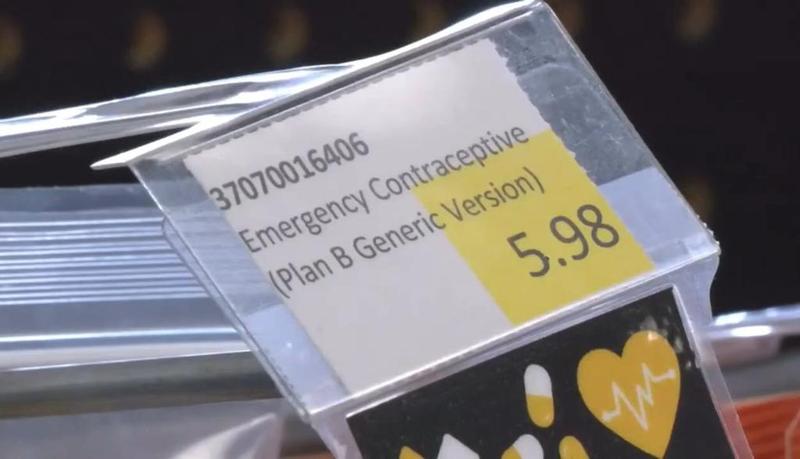 37070016406
Emergency Contraceptive
(Plan B Generic Version)
5.98